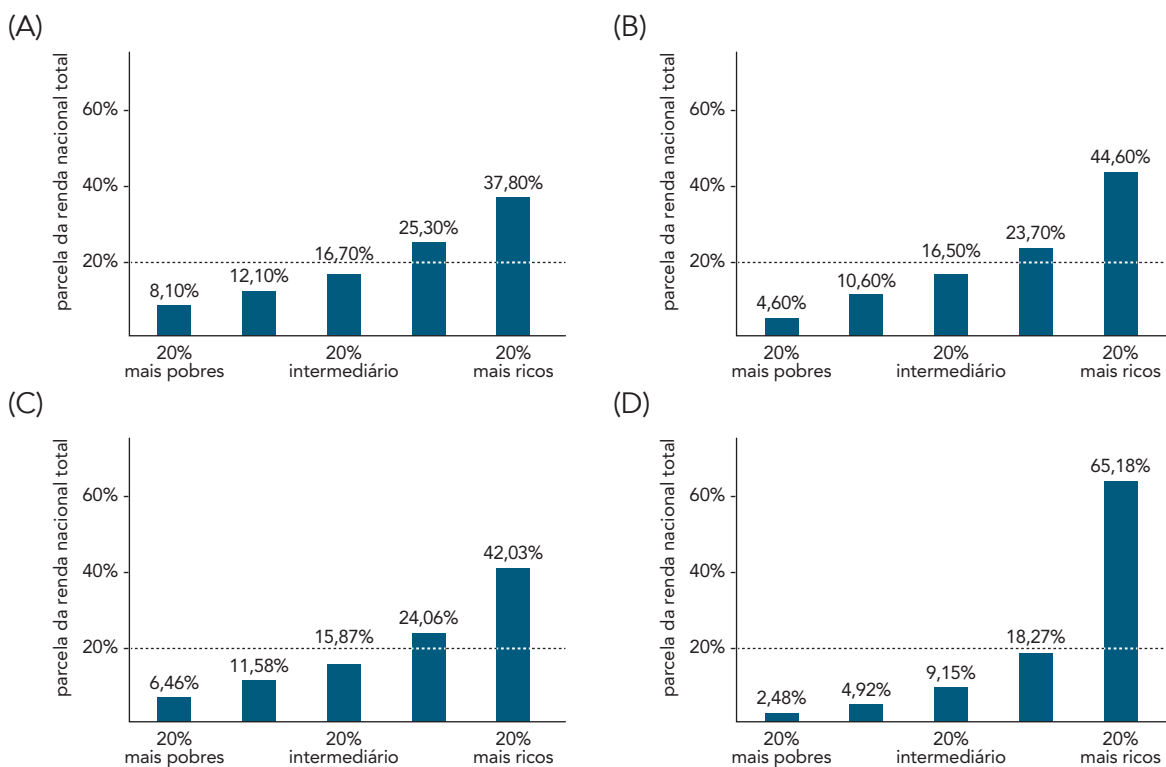 (A)
parcela da renda nacional total
60%
40%
20%
8,10%
12,10%
16,70%
25,30%
37,80%
20%
mais pobres
20%
intermediário
20%
mais ricos
(B)
parcela da renda nacional total
60%
40%
20%
4,60%
10,60%
16,50%
23,70%
44,60%
20%
mais pobres
20%
intermediário
20%
mais ricos
(C)
parcela da renda nacional total
60%
40%
20%
6,46%
11,58%
15,87%
24,06%
42,03%
20%
mais pobres
20%
intermediário
20%
mais ricos
(D)
parcela da renda nacional total
60%
40%
20%
2,48%
4,92%
9,15%
18,27%
65,18%
20%
mais pobres
20%
intermediário
20%
mais ricos